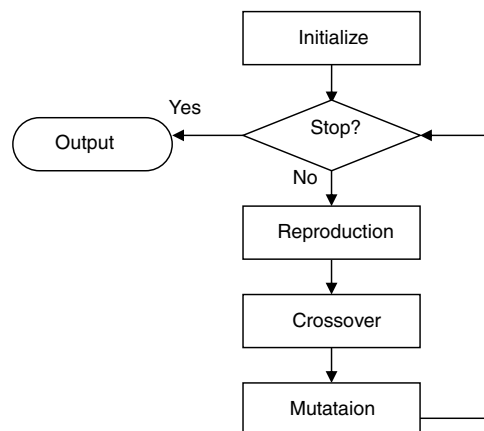 Initialize
Yes
Stop?
Output
No
Reproduction
Crossover
Mutataion